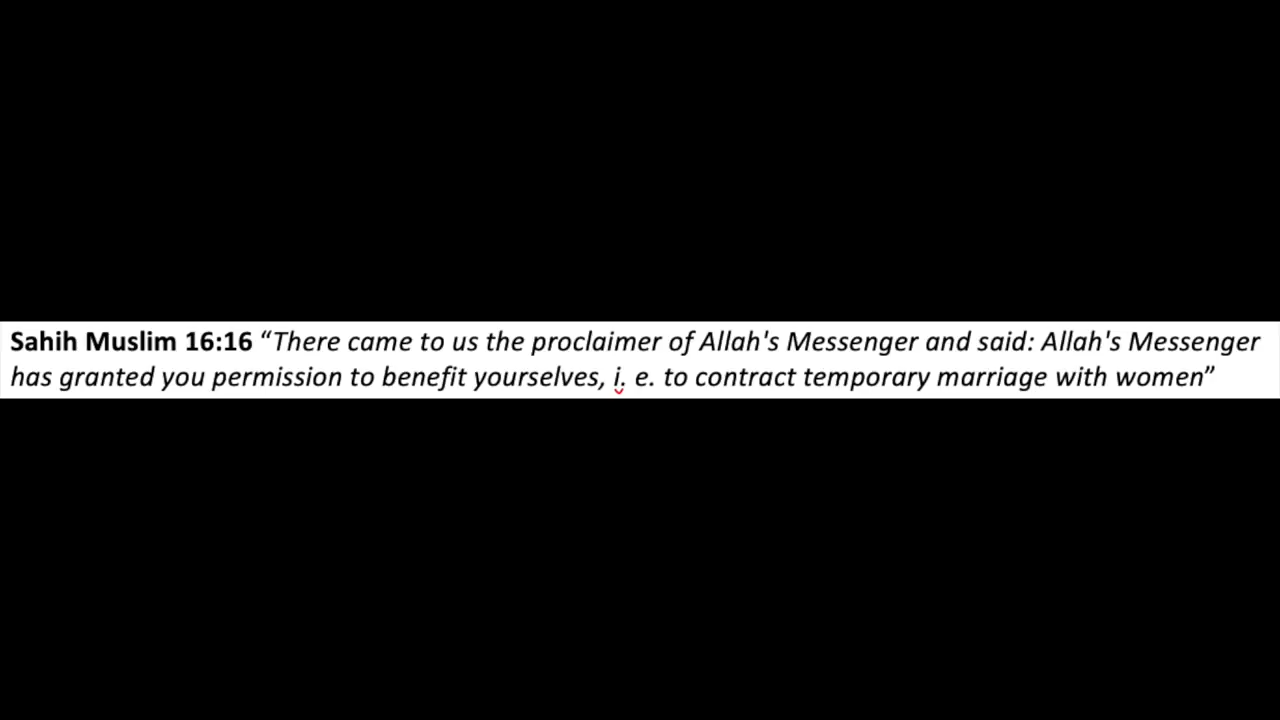 Sahih Muslim 16:16 “There came to us the proclaimer of Allah's Messenger and said: Allah's Messenger
has granted you permission to benefit yourselves, i. e. to contract temporary marriage with women”